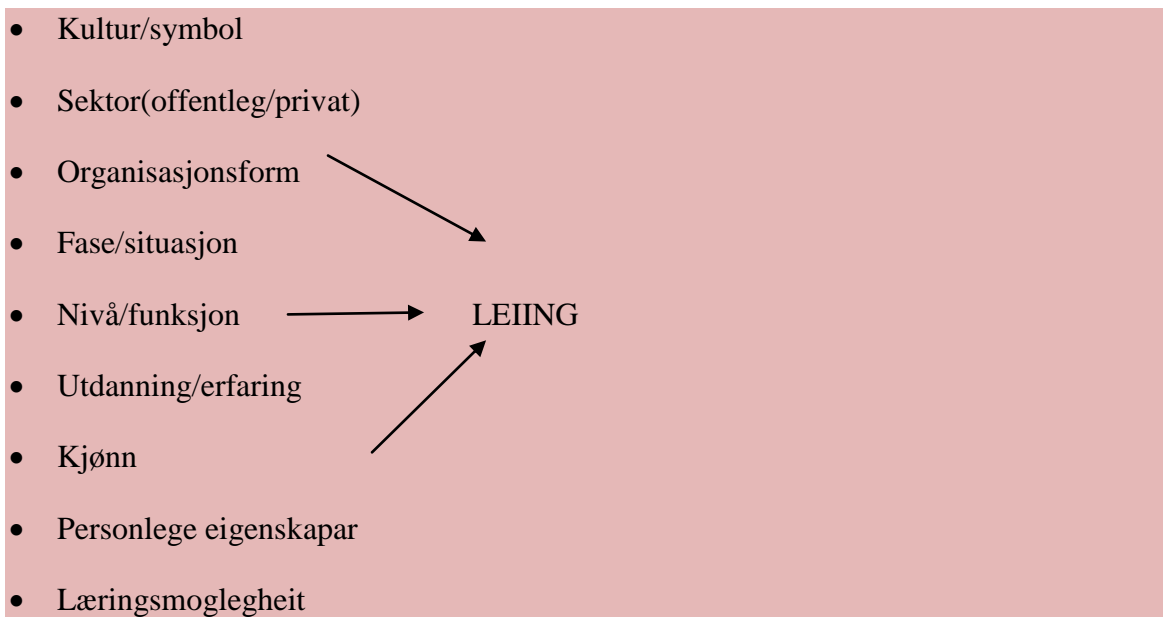 • Kultur/symbol
• Sektor(offentleg/privat)
• Organisasjonsform
• Fase/situasjon
• Nivå/funksjon LEIING
• Utdanning/erfaring
• Kjønn
• Personlege eigenskapar
• Læringsmoglegheit